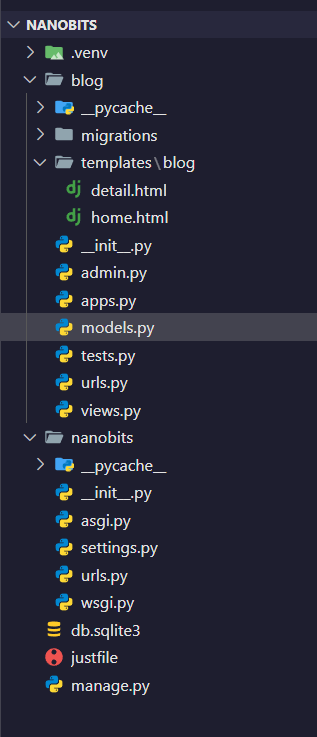 NANOBITS
.venv
blog
__pycache__
migrations
templates\blog
detail.html
home.html
__init__.py
admin.py
apps.py
models.py
tests.py
urls.py
views.py
nanobits
__pycache__
__init__.py
asgi.py
settings.py
urls.py
wsgi.py
db.sqlite3
justfile
manage.py